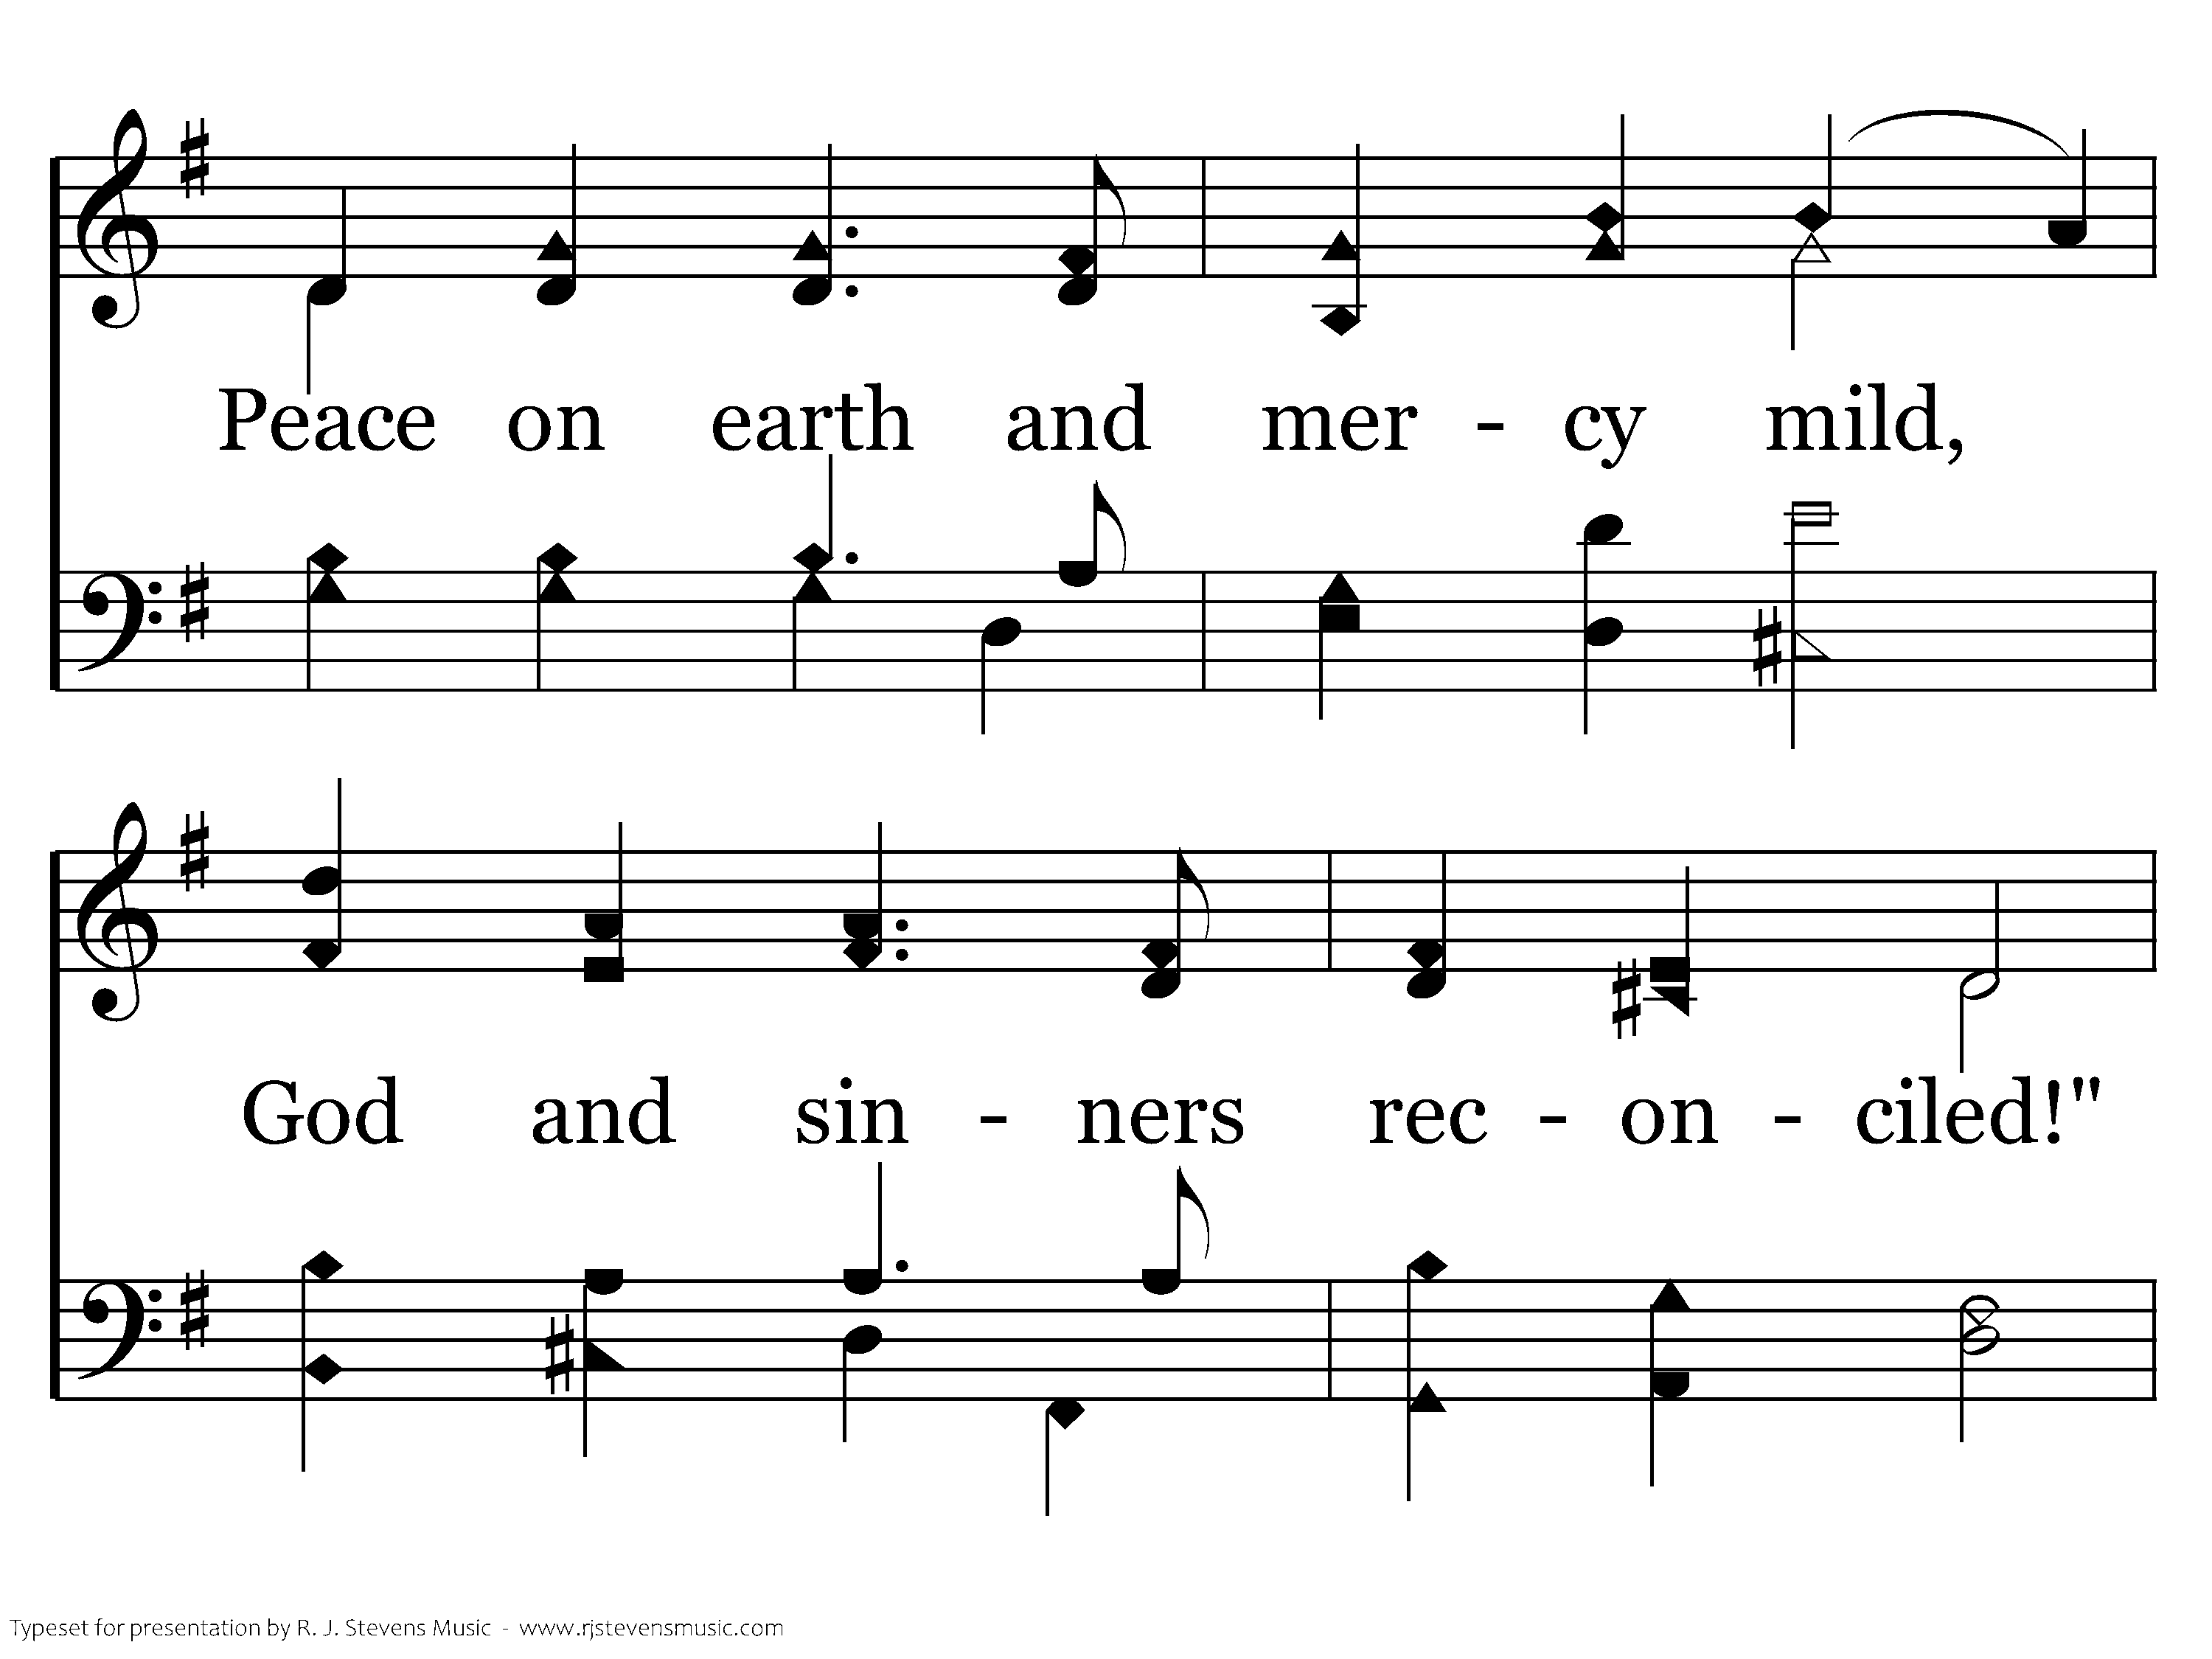 Peace on earth and mer - cy mild,
God and sin - ners rec - on - ciled!"
Typeset for presentation by R. J. Stevens Music - www.rjstevensmusic.com